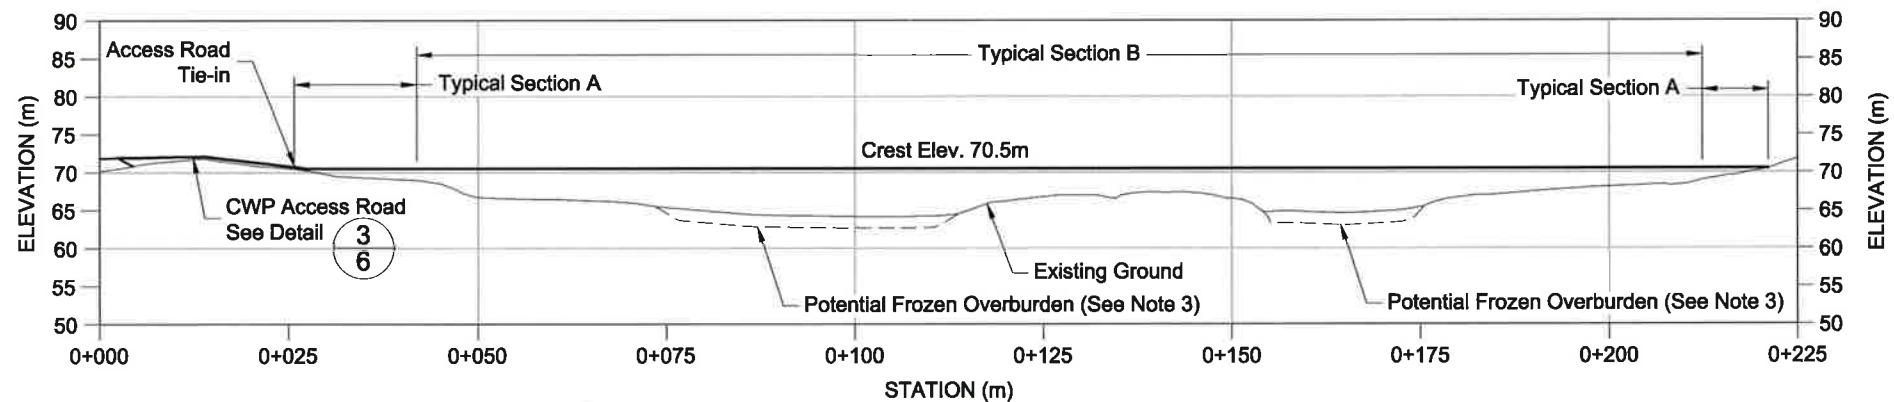 90
85
80
75
70
65
60
55
50
ELEVATION (m)
Access Road
Tie-in
Typical Section A
Typical Section B
Typical Section A
Crest Elev. 70.5m
CWP Access Road
See Detail
3
6
Existing Ground
Potential Frozen Overburden (See Note 3)
Potential Frozen Overburden (See Note 3)
90
85
80
75
70
65
60
55
50
ELEVATION (m)
0+000
0+025
0+050
0+075
0+100
0+125
0+150
0+175
0+200
0+225
STATION (m)